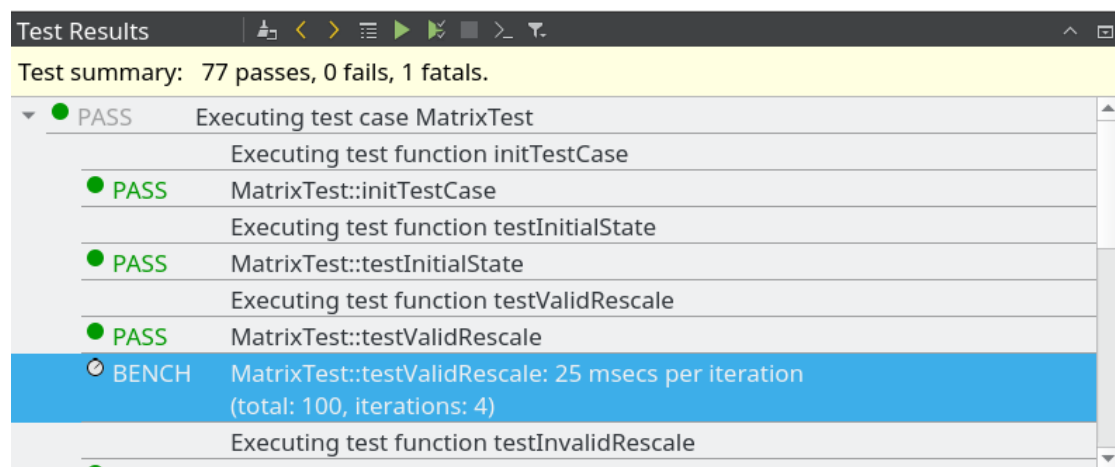 Test Results
Test summary: 77 passes, 0 fails, 1 fatals.
PASS Executing test case MatrixTest
Executing test function initTestCase
PASS MatrixTest::initTestCase
Executing test function testInitialState
PASS MatrixTest::testInitialState
Executing test function testValidRescale
PASS MatrixTest::testValidRescale
BENCH MatrixTest::testValidRescale: 25 msecs per iteration
(total: 100, iterations: 4)
Executing test function testInvalidRescale